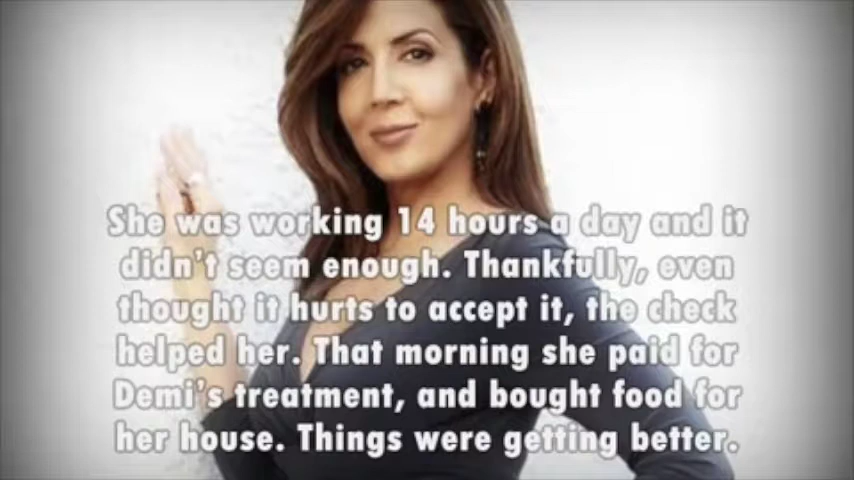 She was working 14 hours a day and it
didn't seem enough. Thankfully, even
thought it hurts to accept it, the check
helped her. That morning she paid for
Demi's treatment, and bought food for
her house. Things were getting better.